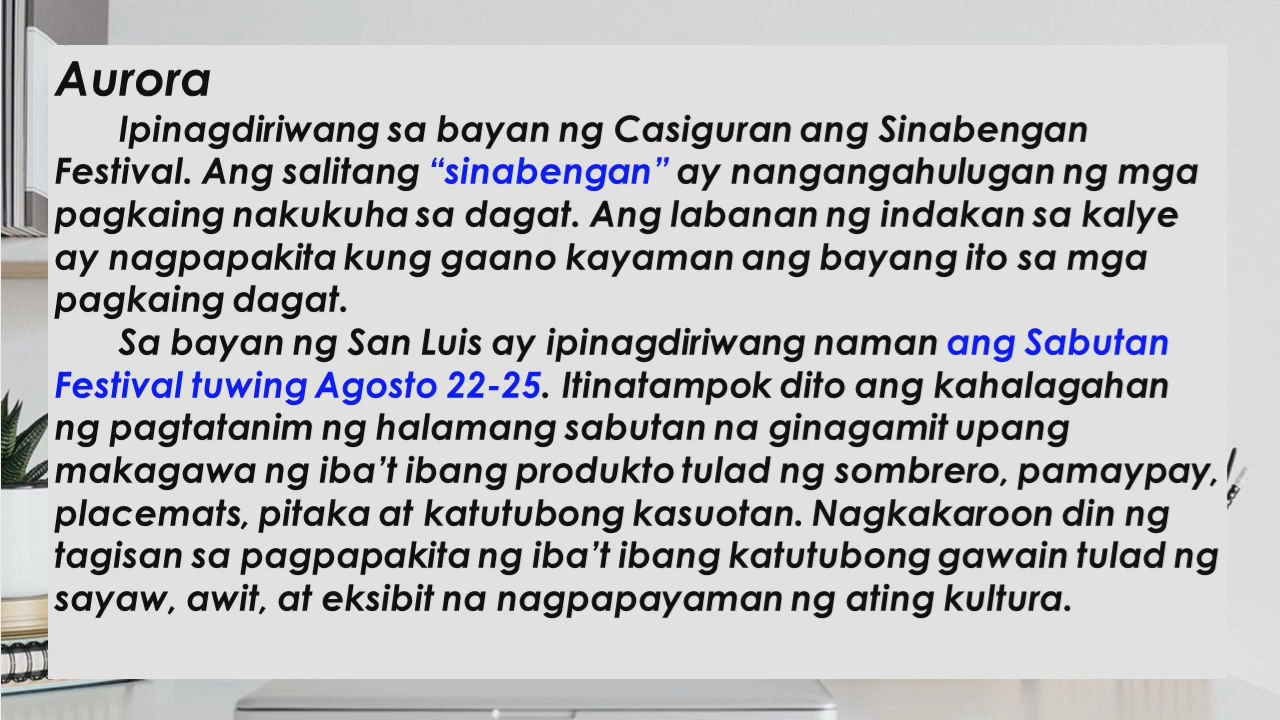 Aurora
Ipinagdiriwang sa bayan ng Casiguran ang Sinabengan
Festival. Ang salitang “sinabengan” ay nangangahulugan ng mga
pagkaing nakukuha sa dagat. Ang labanan ng indakan sa kalye
ay nagpapakita kung gaano kayaman ang bayang ito sa mga
pagkaing dagat.
Sa bayan ng San Luis ay ipinagdiriwang naman ang Sabutan
Festival tuwing Agosto 22-25. Itinatampok dito ang kahalagahan
ng pagtatanim ng halamang sabutan na ginagamit upang
makagawa ng iba’t ibang produkto tulad ng sombrero, pamaypay,
placemats, pitaka at katutubong kasuotan. Nagkakaroon din ng
tagisan sa pagpapakita ng iba’t ibang katutubong gawain tulad ng
sayaw, awit, at eksibit na nagpapayaman ng ating kultura.